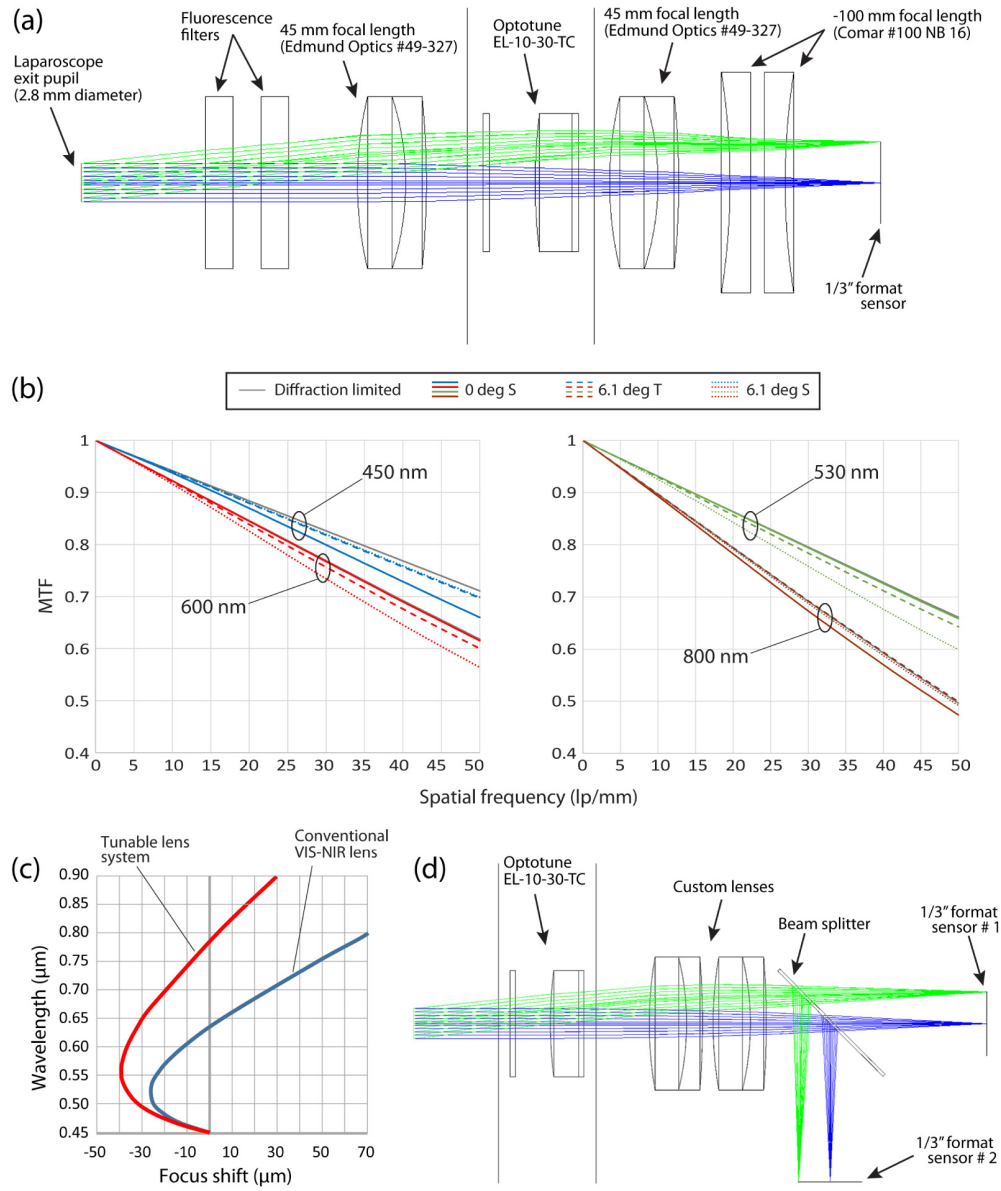 (a)
Fluorescence
filters
45 mm focal length
(Edmund Optics #49-327)
Optotune
EL-10-30-TC
45 mm focal length
(Edmund Optics #49-327)
-100 mm focal length
(Comar #100 NB 16)
Laparoscope
exit pupil
(2.8 mm diameter)
1/3” format
sensor
(b)
Diffraction limited
0 deg S
6.1 deg T
6.1 deg S
MTF
1
0.9
0.8
0.7
0.6
0.5
0.4
450 nm
600 nm
0 5 10 15 20 25 30 35 40 45 50
1
0.9
0.8
0.7
0.6
0.5
0.4
530 nm
800 nm
0 5 10 15 20 25 30 35 40 45 50
Spatial frequency (lp/mm)
(c)
Tunable lens
system
Conventional
VIS-NIR lens
Wavelength (µm)
0.90
0.85
0.80
0.75
0.70
0.65
0.60
0.55
0.50
0.45
-50 -30 -10 10 30 50 70
Focus shift (µm)
(d)
Optotune
EL-10-30-TC
Custom lenses
Beam splitter
1/3” format
sensor # 1
1/3” format
sensor # 2